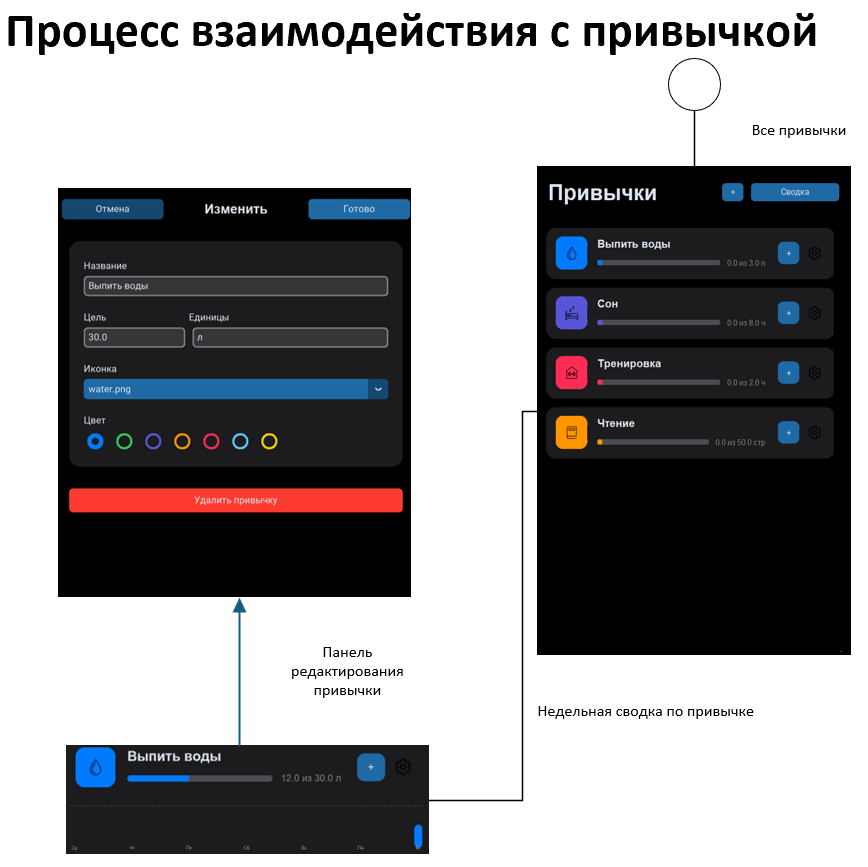 Процесс взаимодействия с привычкой
Все привычки
Привычки
+
Сводка
Выпить воды
0.0 из 3.0 л
+
Сон
0.0 из 8.0 ч
+
Тренировка
0.0 из 2.0 ч
+
Чтение
0.0 из 50.0 стр
+
Отмена
Изменить
Готово
Название
Выпить воды
Цель
Единицы
30.0
л
Иконка
water.png
Цвет
Удалить привычку
Панель
редактирования
привычки
Недельная сводка по привычке
Выпить воды
12.0 из 30.0 л
+
Ср Чт Пт Сб Вс Пн